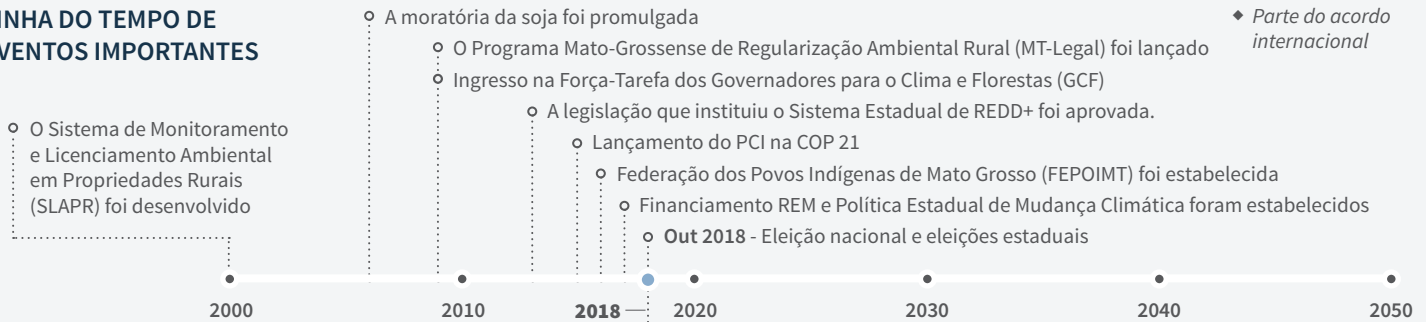 INHA DO TEMPO DE
VENTOS IMPORTANTES
A moratória da soja foi promulgada
O Programa Mato-Grossense de Regularização Ambiental Rural (MT-Legal) foi lançado
Ingresso na Força-Tarefa dos Governadores para o Clima e Florestas (GCF)
A legislação que instituiu o Sistema Estadual de REDD+ foi aprovada.
Lançamento do PCI na COP 21
Federação dos Povos Indígenas de Mato Grosso (FEPOIMT) foi estabelecida
Financiamento REM e Política Estadual de Mudança Climática foram estabelecidos
Out 2018 - Eleição nacional e eleições estaduais
Parte do acordo
internacional
O Sistema de Monitoramento
e Licenciamento Ambiental
em Propriedades Rurais
(SLAPR) foi desenvolvido
2000 2010 2018 2020 2030 2040 2050